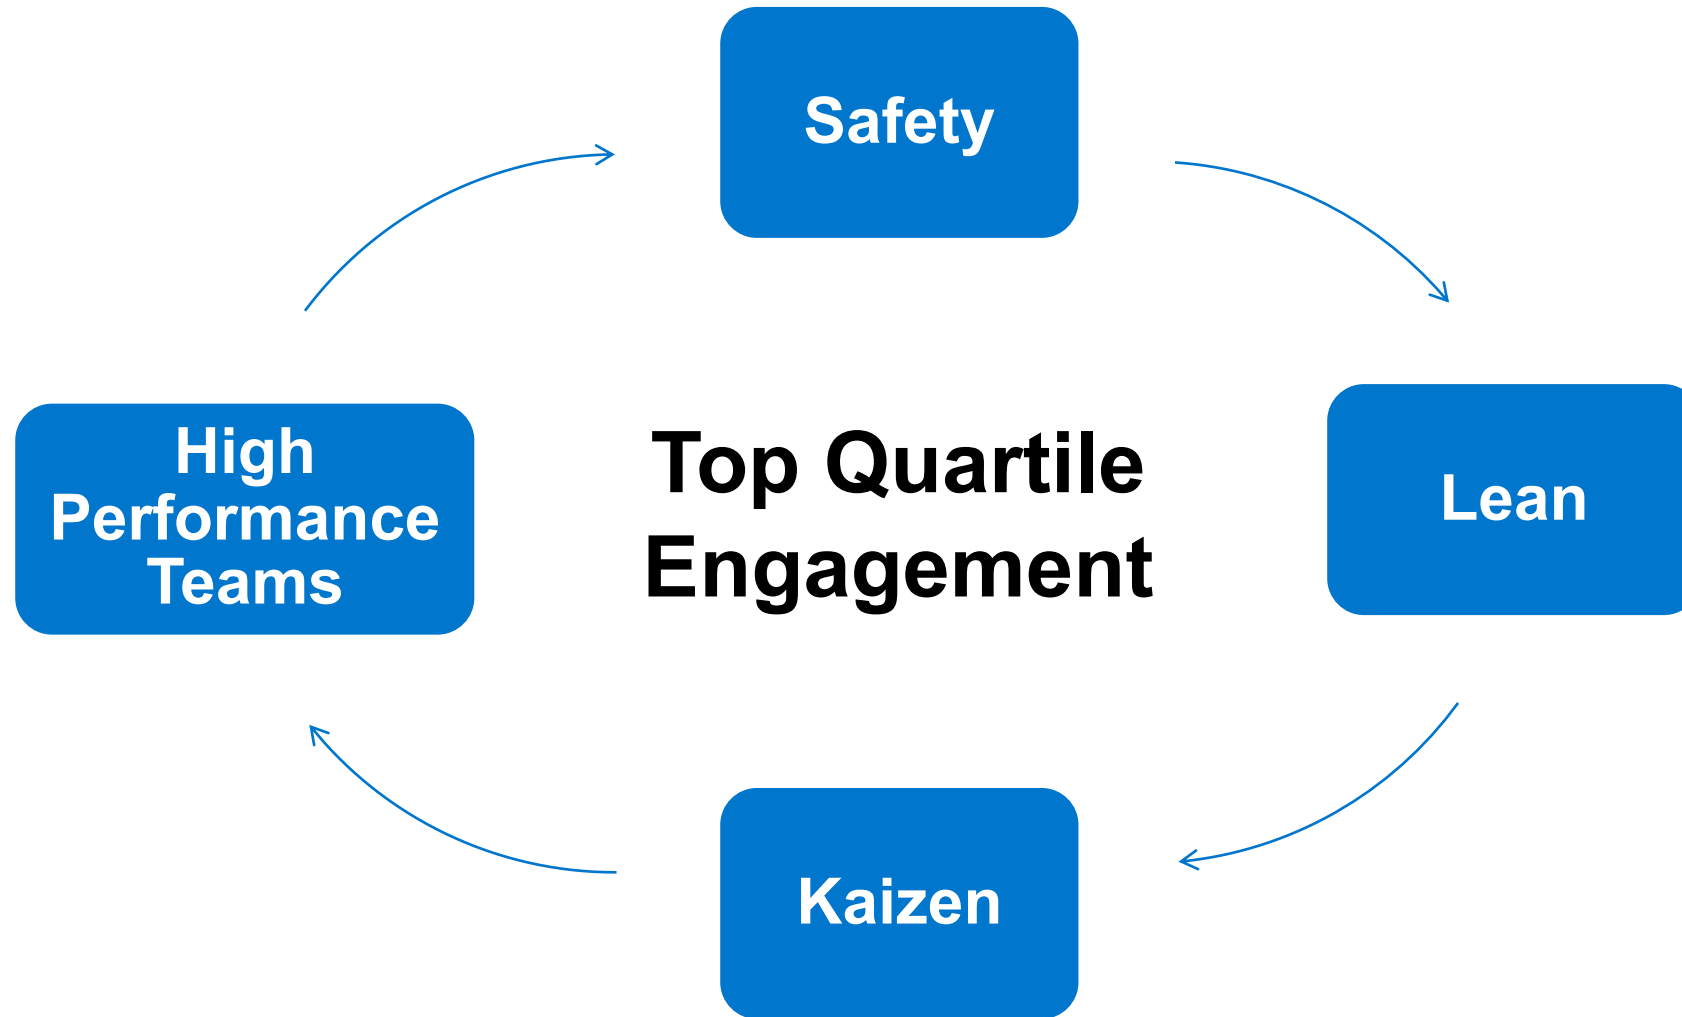 Safety
High
Performance
Teams
Top Quartile
Engagement
Lean
Kaizen